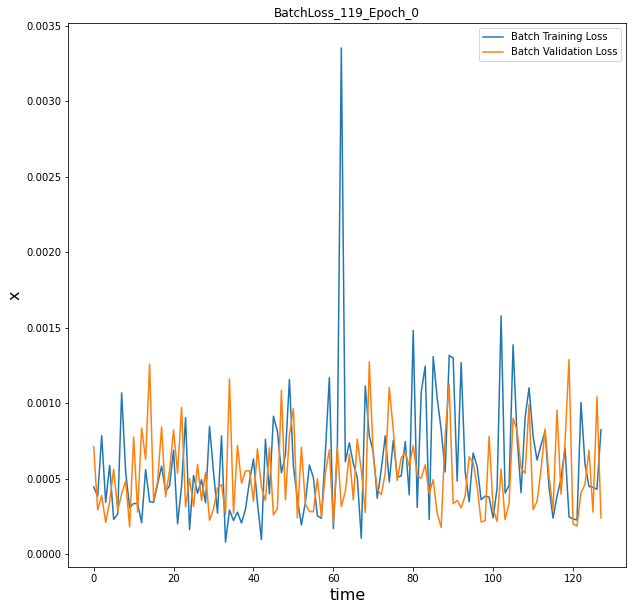 BatchLoss_119_Epoch_0
Batch Training Loss
Batch Validation Loss
0.0035
0.0030
0.0025
0.0020
0.0015
0.0010
0.0005
0.0000
x
0 20 40 60 80 100 120
time